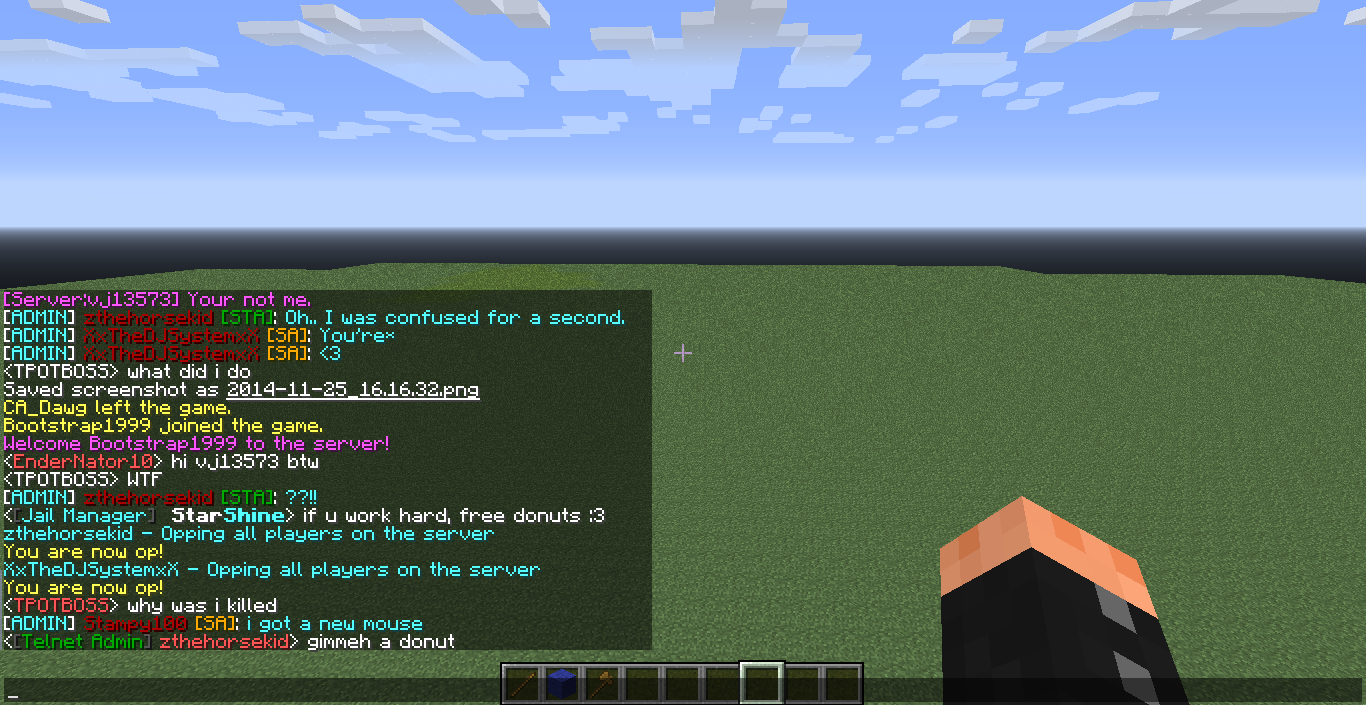 [Server:vj13573] Your not me.
[ADMIN] zthehorsekid [STA]: Oh.. I was confused for a second.
[ADMIN] XxTheDJSystemxX [SA]: You're*
[ADMIN] XxTheDJSystemxX [SA]: <3
<TPOTBOSS> what did i do
Saved screenshot as 2014-11-25_16.16.32.png
CA_Dawg left the game.
Bootstrap1999 joined the game.
Welcome Bootstrap1999 to the server!
<EnderNator10> hi vj13573 btw
<TPOTBOSS> WTF
[ADMIN] zthehorsekid [STA]: ??!!
<[Jail Manager] StarShine> if u work hard, free donuts :3
zthehorsekid - Opping all players on the server
You are now op!
XxTheDJSystemxX - Opping all players on the server
You are now op!
<TPOTBOSS> why was i killed
[ADMIN] Stampy100 [SA]: i got a new mouse
<[Telnet Admin] zthehorsekid> gimmeh a donut
_